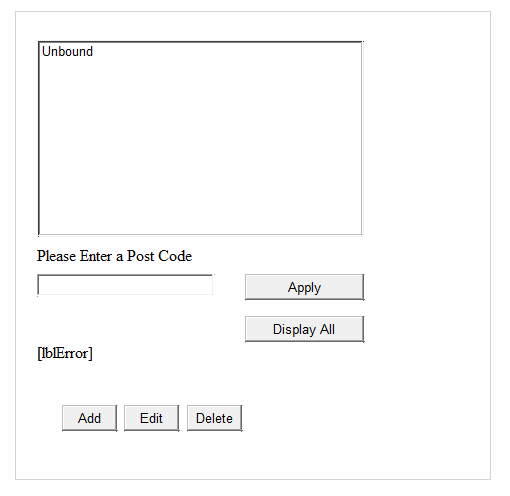 Unbound
Please Enter a Post Code
Apply
Display All
[lblError]
Add Edit Delete